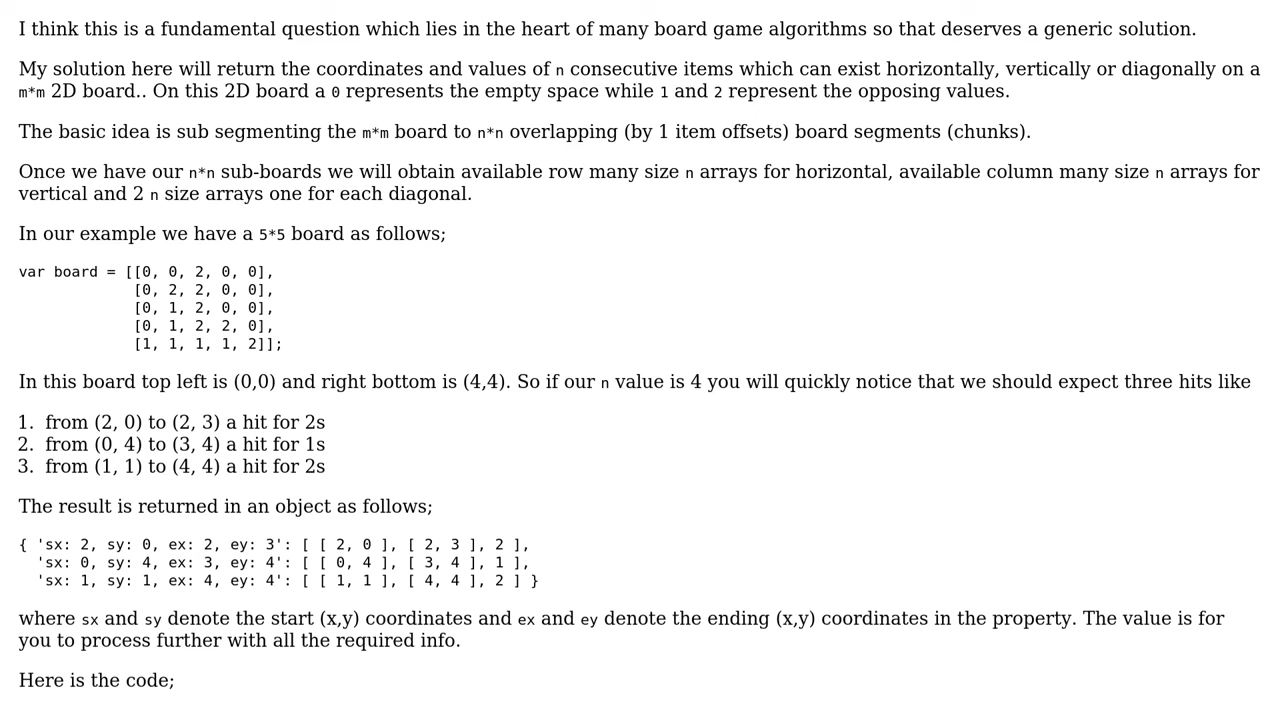 I think this is a fundamental question which lies in the heart of many board game algorithms so that deserves a generic solution.
My solution here will return the coordinates and values of n consecutive items which can exist horizontally, vertically or diagonally on a
m*m 2D board.. On this 2D board a 0 represents the empty space while 1 and 2 represent the opposing values.
The basic idea is sub segmenting the m*m board to n*n overlapping (by 1 item offsets) board segments (chunks).
Once we have our n*n sub-boards we will obtain available row many size n arrays for horizontal, available column many size n arrays for
vertical and 2 n size arrays one for each diagonal.
In our example we have a 5*5 board as follows;
var board = [[0, 0, 2, 0, 0],
             [0, 2, 2, 0, 0],
             [0, 1, 2, 0, 0],
             [0, 1, 2, 2, 0],
             [1, 1, 1, 1, 2]];
In this board top left is (0,0) and right bottom is (4,4). So if our n value is 4 you will quickly notice that we should expect three hits like
1. from (2, 0) to (2, 3) a hit for 2s
2. from (0, 4) to (3, 4) a hit for 1s
3. from (1, 1) to (4, 4) a hit for 2s
The result is returned in an object as follows;
{ 'sx: 2, sy: 0, ex: 2, ey: 3': [ [ 2, 0 ], [ 2, 3 ], 2 ],
  'sx: 0, sy: 4, ex: 3, ey: 4': [ [ 0, 4 ], [ 3, 4 ], 1 ],
  'sx: 1, sy: 1, ex: 4, ey: 4': [ [ 1, 1 ], [ 4, 4 ], 2 ] }
where sx and sy denote the start (x,y) coordinates and ex and ey denote the ending (x,y) coordinates in the property. The value is for
you to process further with all the required info.
Here is the code;